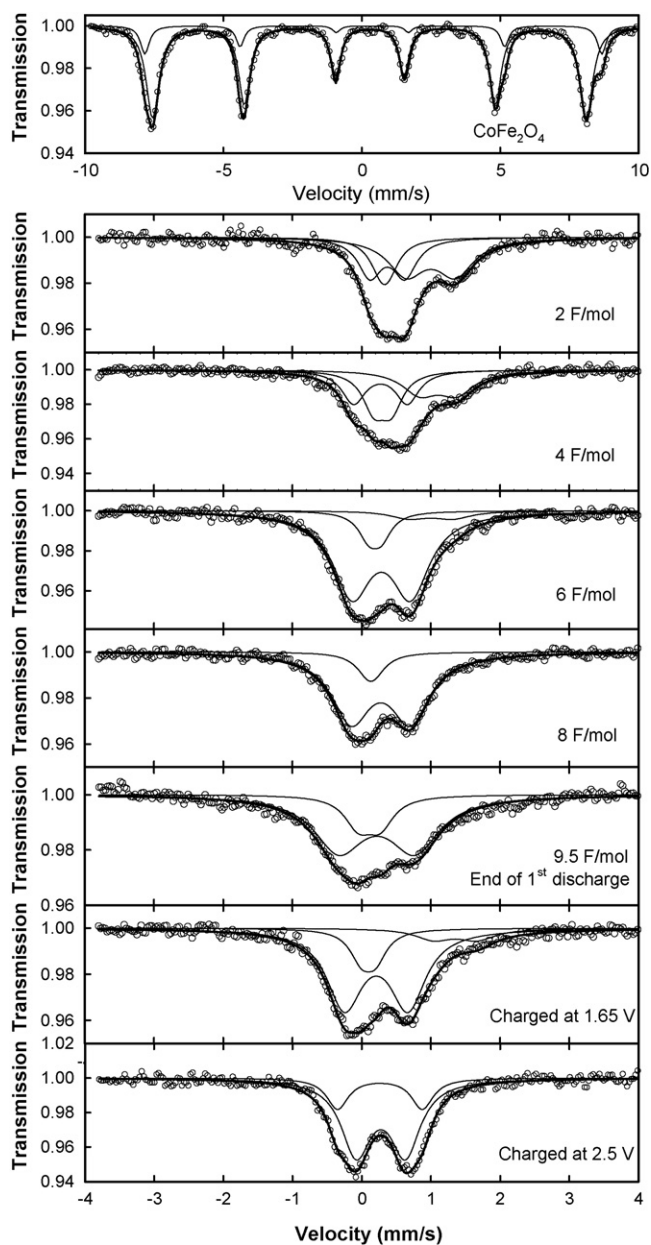 Transmission
1.00
0.98
0.96
0.94
CoFe2O4
-10 -5 0 5 10
Velocity (mm/s)
Transmission
1.00
0.98
0.96
2 F/mol
Transmission
1.00
0.98
0.96
0.94
4 F/mol
Transmission
1.00
0.98
0.96
6 F/mol
Transmission
1.00
0.98
0.96
8 F/mol
Transmission
1.00
0.98
0.96
9.5 F/mol
End of 1st discharge
Transmission
1.00
0.98
0.96
Charged at 1.65 V
Transmission
1.02
1.00
0.98
0.96
0.94
Charged at 2.5 V
-4 -3 -2 -1 0 1 2 3 4
Velocity (mm/s)